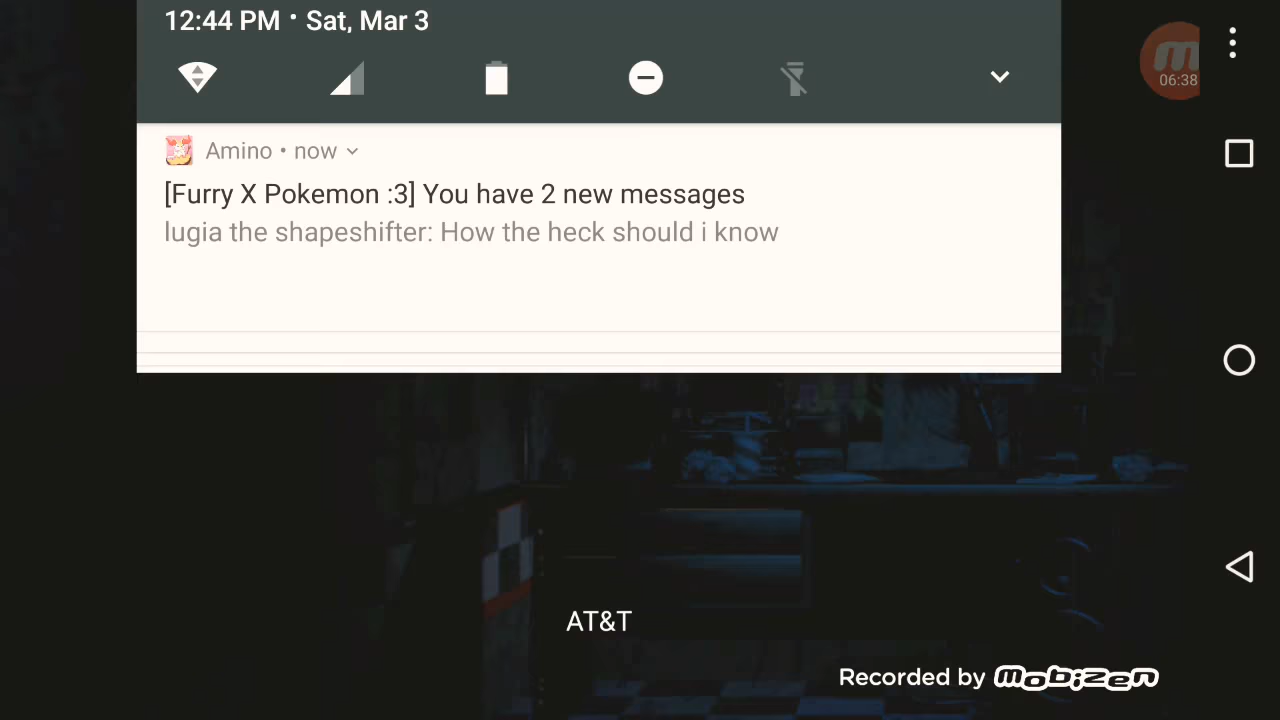 12:44 PM • Sat, Mar 3
06:38
Amino • now
[Furry X Pokemon :3] You have 2 new messages
lugia the shapeshifter: How the heck should i know
AT&T
Recorded by mobizen